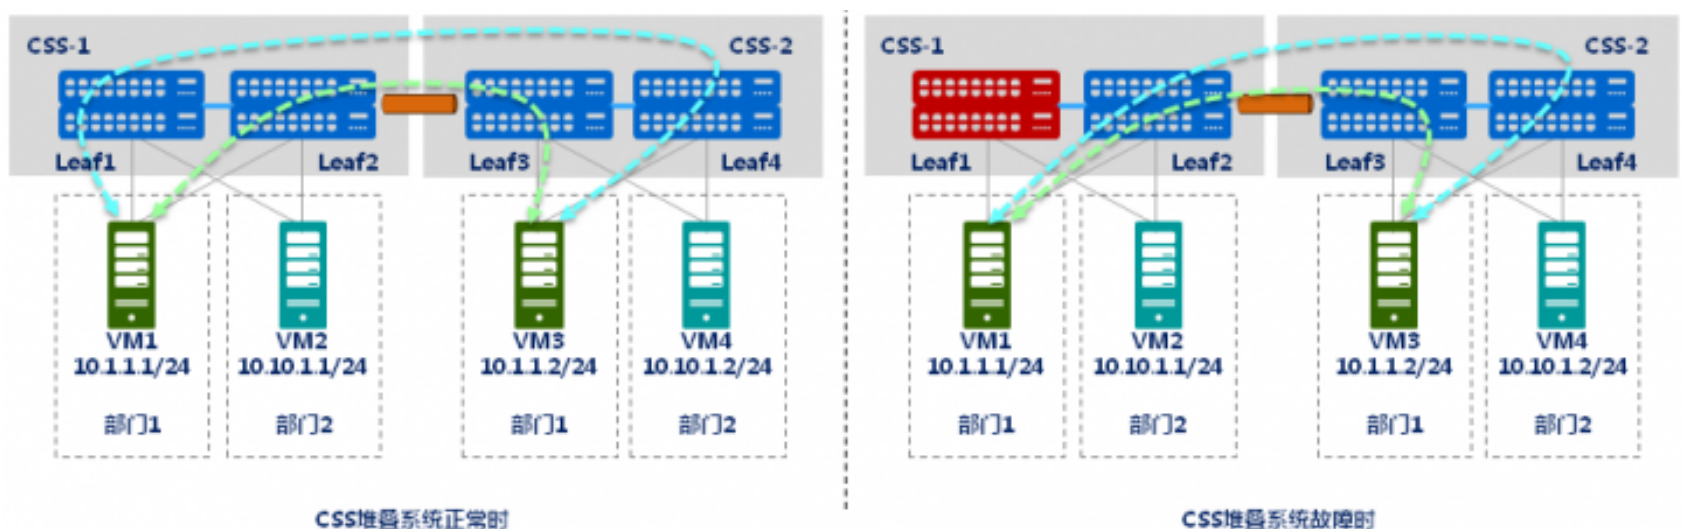 CSS-1
CSS-2
Leaf1
Leaf2
Leaf3
Leaf4
VM1
10.1.1.1/24
VM2
10.10.1.1/24
VM3
10.1.1.2/24
VM4
10.10.1.2/24
部门1
部门2
部门1
部门2
CSS堆叠系统正常时
CSS-1
CSS-2
Leaf1
Leaf2
Leaf3
Leaf4
VM1
10.1.1.1/24
VM2
10.10.1.1/24
VM3
10.1.1.2/24
VM4
10.10.1.2/24
部门1
部门2
部门1
部门2
CSS堆叠系统故障时